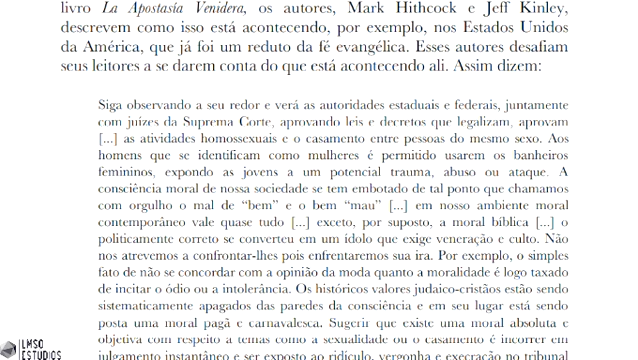 livro La Apostasía Venidera, os autores, Mark Hithcock e Jeff Kinley,
descrevem como isso está acontecendo, por exemplo, nos Estados Unidos
da América, que já foi um reduto da fé evangélica. Esses autores desafiam
seus leitores a se darem conta do que está acontecendo ali. Assim dizem:
Siga observando a seu redor e verá as autoridades estaduais e federais, juntamente
com juízes da Suprema Corte, aprovando leis e decretos que legalizam, aprovam
[...] as atividades homossexuais e o casamento entre pessoas do mesmo sexo. Aos
homens que se identificam como mulheres é permitido usarem os banheiros
femininos, expondo as jovens a um potencial trauma, abuso ou ataque. A
consciência moral de nossa sociedade se tem embotado de tal ponto que chamamos
com orgulho o mal de “bem” e o bem “mau” [...] em nosso ambiente moral
contemporâneo vale quase tudo [...] exceto, por suposto, a moral bíblica [...] o
politicamente correto se converteu em um ídolo que exige veneração e culto. Não
nos atrevemos a confrontar-lhes pois enfrentaremos sua ira. Por exemplo, o simples
fato de não se concordar com a opinião da moda quanto a moralidade é logo taxado
de incitar o ódio ou a intolerância. Os históricos valores judaico-cristãos estão sendo
sistematicamente apagados das paredes da consciência e em seu lugar está sendo
posta uma moral pagã e carnavalesca. Sugerir que existe uma moral absoluta e
objetiva com respeito a temas como a sexualidade ou o casamento é incorrer em
julgamento instantâneo e ser exposto ao ridículo, vergonha e execração no tribunal
LMSO
ESTUDIOS